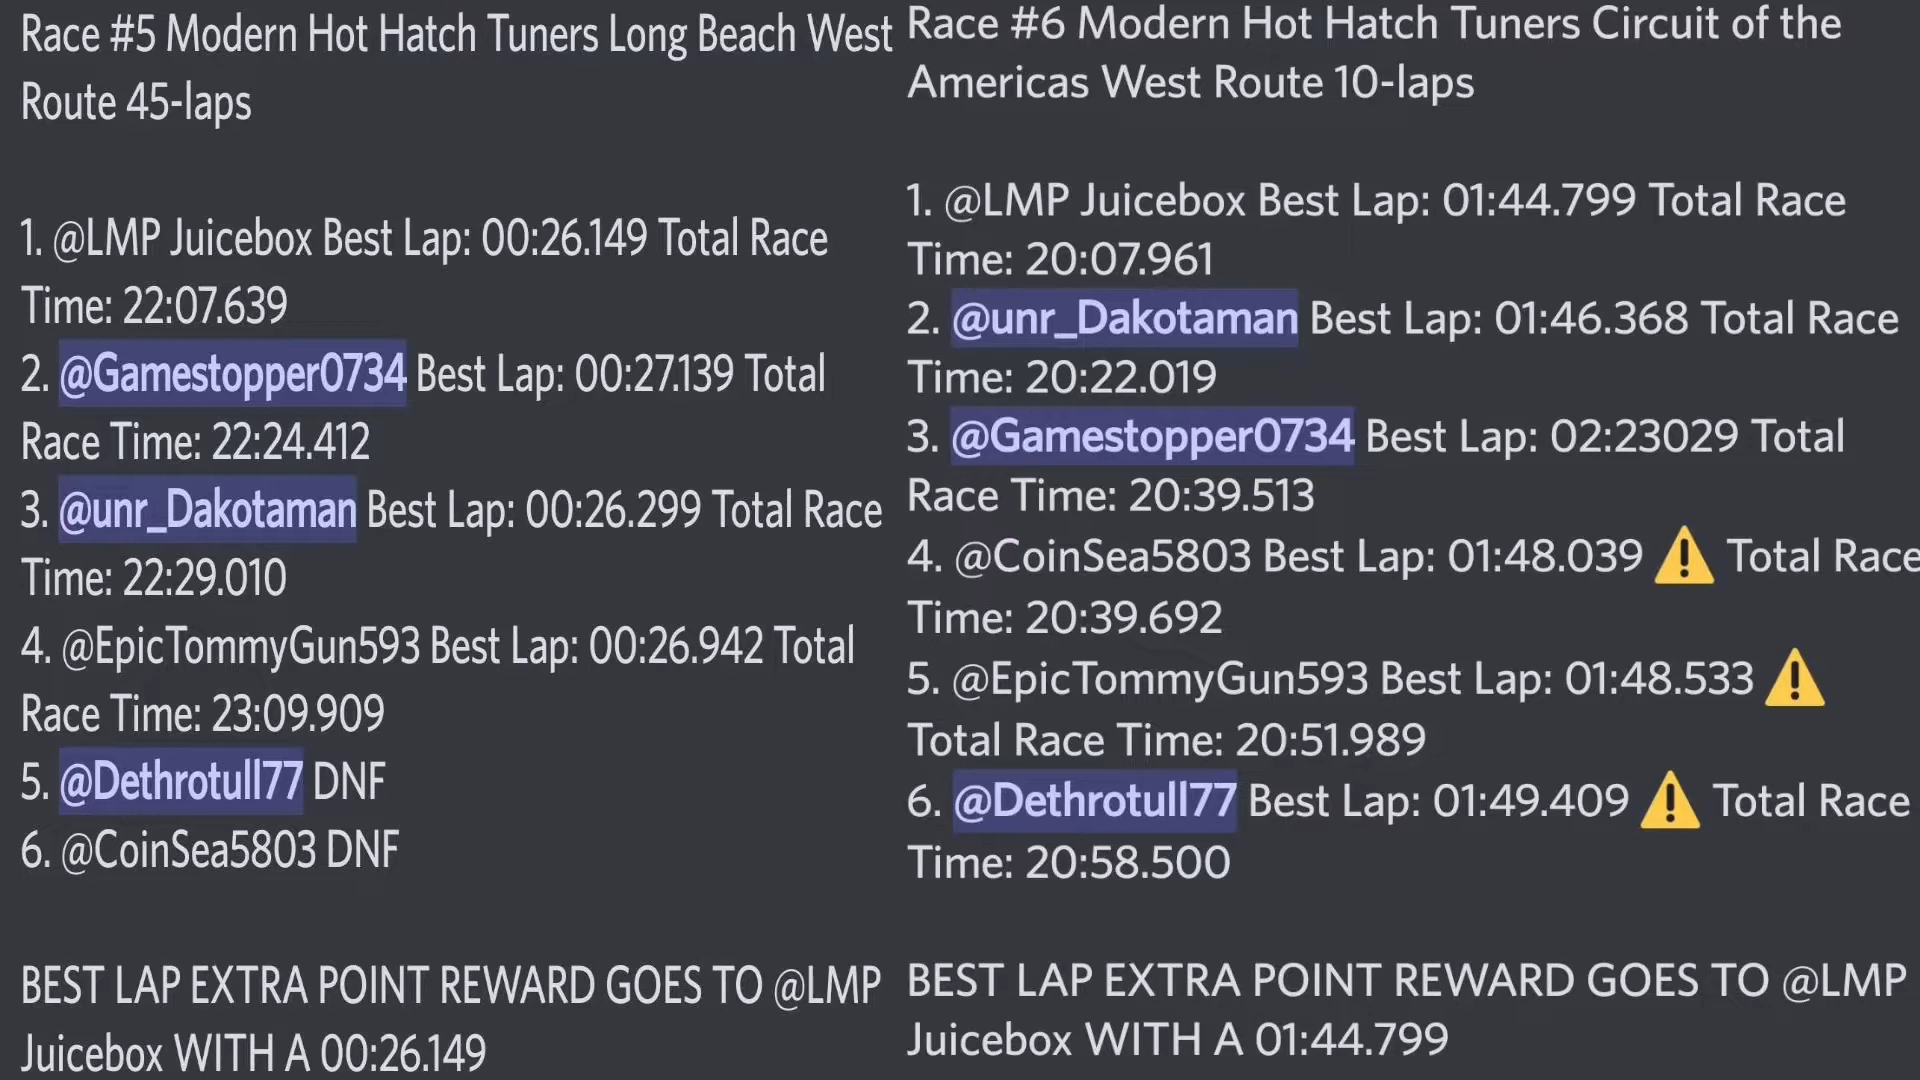 Race #5 Modern Hot Hatch Tuners Long Beach West
Route 45-laps
1. @LMP Juicebox Best Lap: 00:26.149 Total Race
Time: 22:07.639
2. @Gamestopper0734 Best Lap: 00:27.139 Total
Race Time: 22:24.412
3. @unr_Dakotaman Best Lap: 00:26.299 Total Race
Time: 22:29.010
4. @EpicTommyGun593 Best Lap: 00:26.942 Total
Race Time: 23:09.909
5. @Dethrotull77 DNF
6. @CoinSea5803 DNF
BEST LAP EXTRA POINT REWARD GOES TO @LMP
Juicebox WITH A 00:26.149
Race #6 Modern Hot Hatch Tuners Circuit of the
Americas West Route 10-laps
1. @LMP Juicebox Best Lap: 01:44.799 Total Race
Time: 20:07.961
2. @unr_Dakotaman Best Lap: 01:46.368 Total Race
Time: 20:22.019
3. @Gamestopper0734 Best Lap: 02:23029 Total
Race Time: 20:39.513
4. @CoinSea5803 Best Lap: 01:48.039 ⚠️ Total Race
Time: 20:39.692
5. @EpicTommyGun593 Best Lap: 01:48.533 ⚠️
Total Race Time: 20:51.989
6. @Dethrotull77 Best Lap: 01:49.409 ⚠️ Total Race
Time: 20:58.500
BEST LAP EXTRA POINT REWARD GOES TO @LMP
Juicebox WITH A 01:44.799